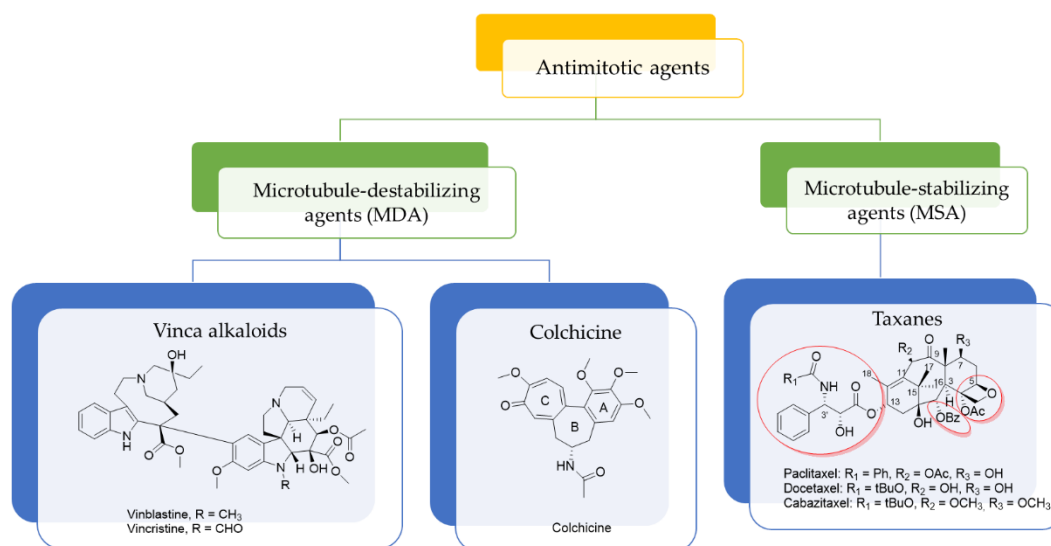 Antimitotic agents
Microtubule-destabilizing
agents (MDA)
Microtubule-stabilizing
agents (MSA)
Vinca alkaloids
OH
N
N
H
O
O
O
N
H
N
R
O
O
OH
O
O
Vinblastine, R = CH₃
Vincristine, R = CHO
Colchicine
O
O
C
B
A
O
O
O
HN
O
Colchicine
Taxanes
R₁
O
NH
3'
OH
O
O
18
13
11
15
R₂
O
9
17
16
R₃
7
3
H
5
O
OH
OBz
OAc
Paclitaxel: R₁ = Ph, R₂ = OAc, R₃ = OH
Docetaxel: R₁ = tBuO, R₂ = OH, R₃ = OH
Cabazitaxel: R₁ = tBuO, R₂ = OCH₃, R₃ = OCH₃